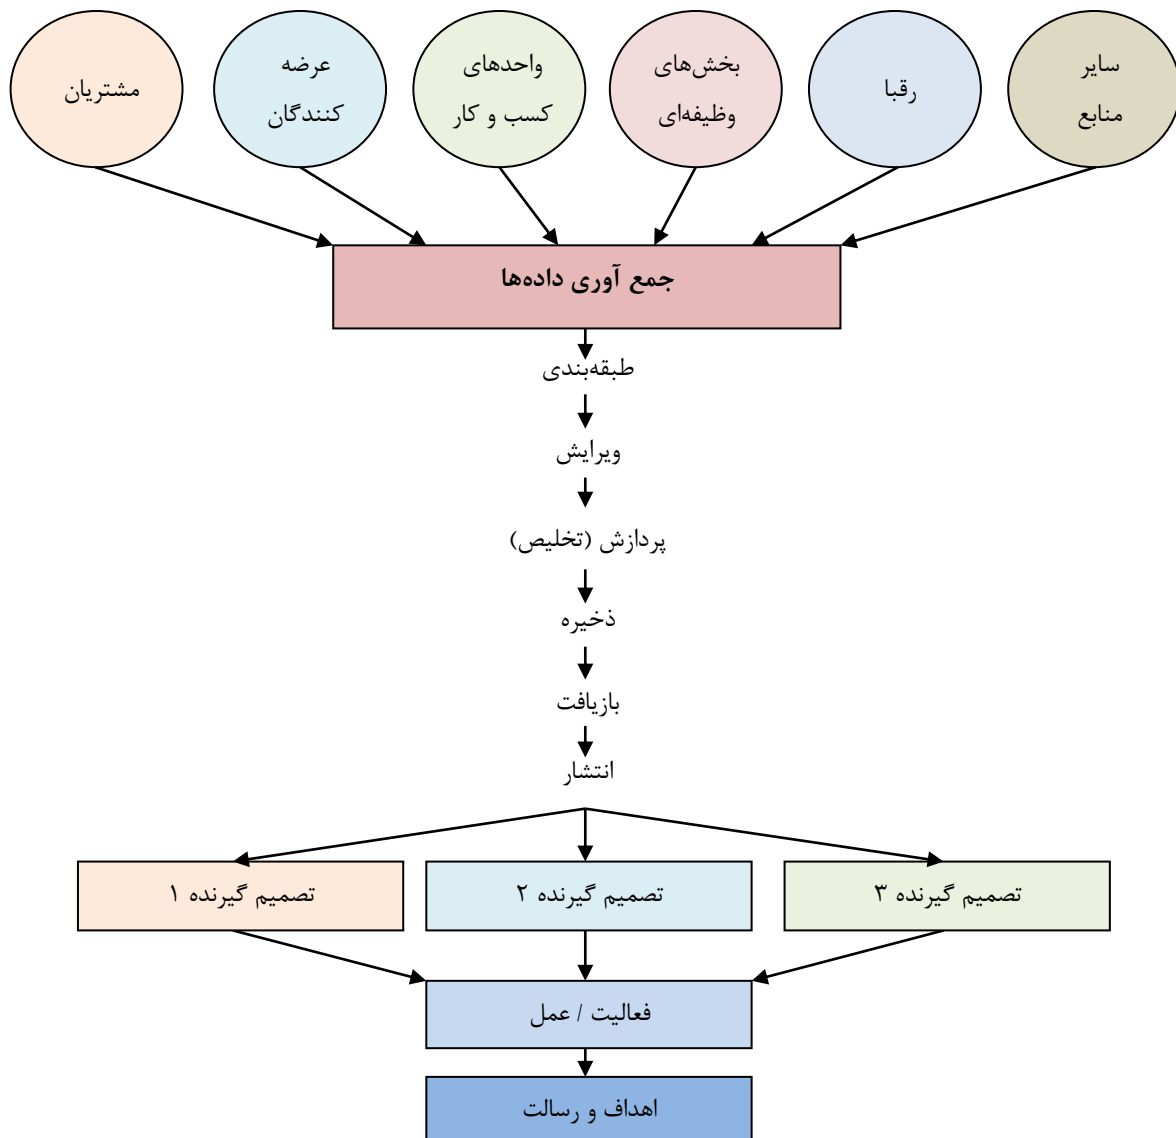 سایر
منابع
رقبا
بخش‌های
وظیفه‌ای
واحدهای
کسب و کار
عرضه
کنندگان
مشتریان
جمع آوری داده‌ها
طبقه‌بندی
ویرایش
پردازش (تخلیص)
ذخیره
بازیافت
انتشار
تصمیم گیرنده ۳
تصمیم گیرنده ۲
تصمیم گیرنده ۱
فعالیت / عمل
اهداف و رسالت